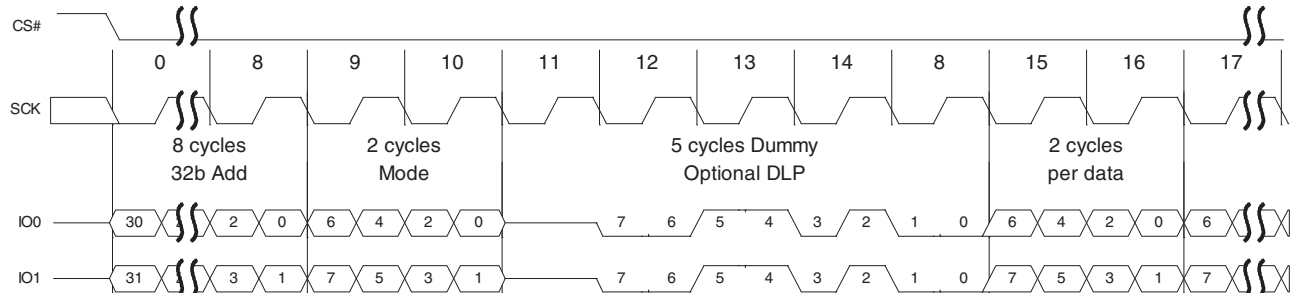 CS#
0 8 9 10 11 12 13 14 8 15 16 17
SCK
8 cycles 2 cycles 5 cycles Dummy 2 cycles
32b Add Mode Optional DLP per data
IO0 30 2 0 6 4 2 0 7 6 5 4 3 2 1 0 6 4 2 0 6
IO1 31 3 1 7 5 3 1 7 6 5 4 3 2 1 0 7 5 3 1 7